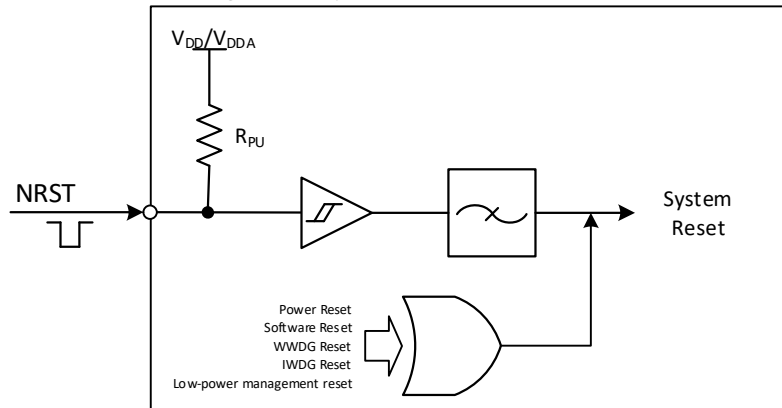 VDD/VDDA
RPU
NRST
System
Reset
Power Reset
Software Reset
WWDG Reset
IWDG Reset
Low-power management reset